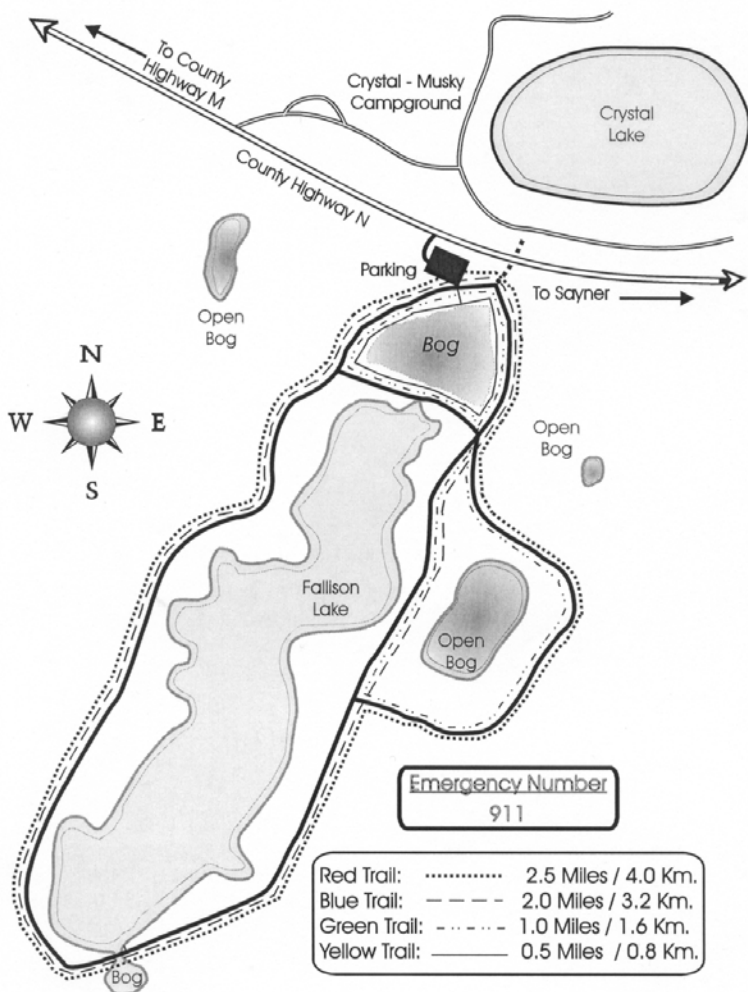 To County
Highway M
Crystal - Musky
Campground
Crystal
Lake
County Highway N
Parking
To Sayner
Open
Bog
Bog
N
W
E
S
Open
Bog
Fallison
Lake
Open
Bog
Emergency Number
911
Red Trail: 2.5 Miles / 4.0 Km.
Blue Trail: 2.0 Miles / 3.2 Km.
Green Trail: 1.0 Miles / 1.6 Km.
Yellow Trail: 0.5 Miles / 0.8 Km.
Bog